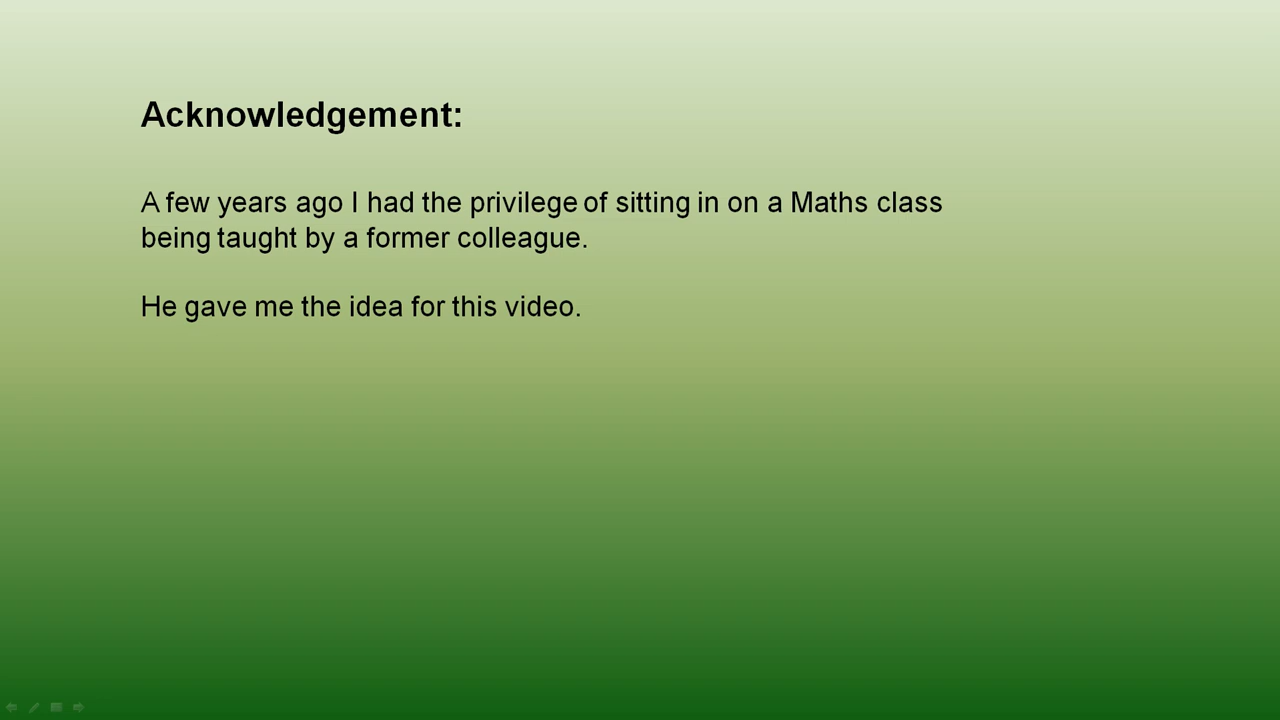 Acknowledgement:
A few years ago I had the privilege of sitting in on a Maths class
being taught by a former colleague.
He gave me the idea for this video.